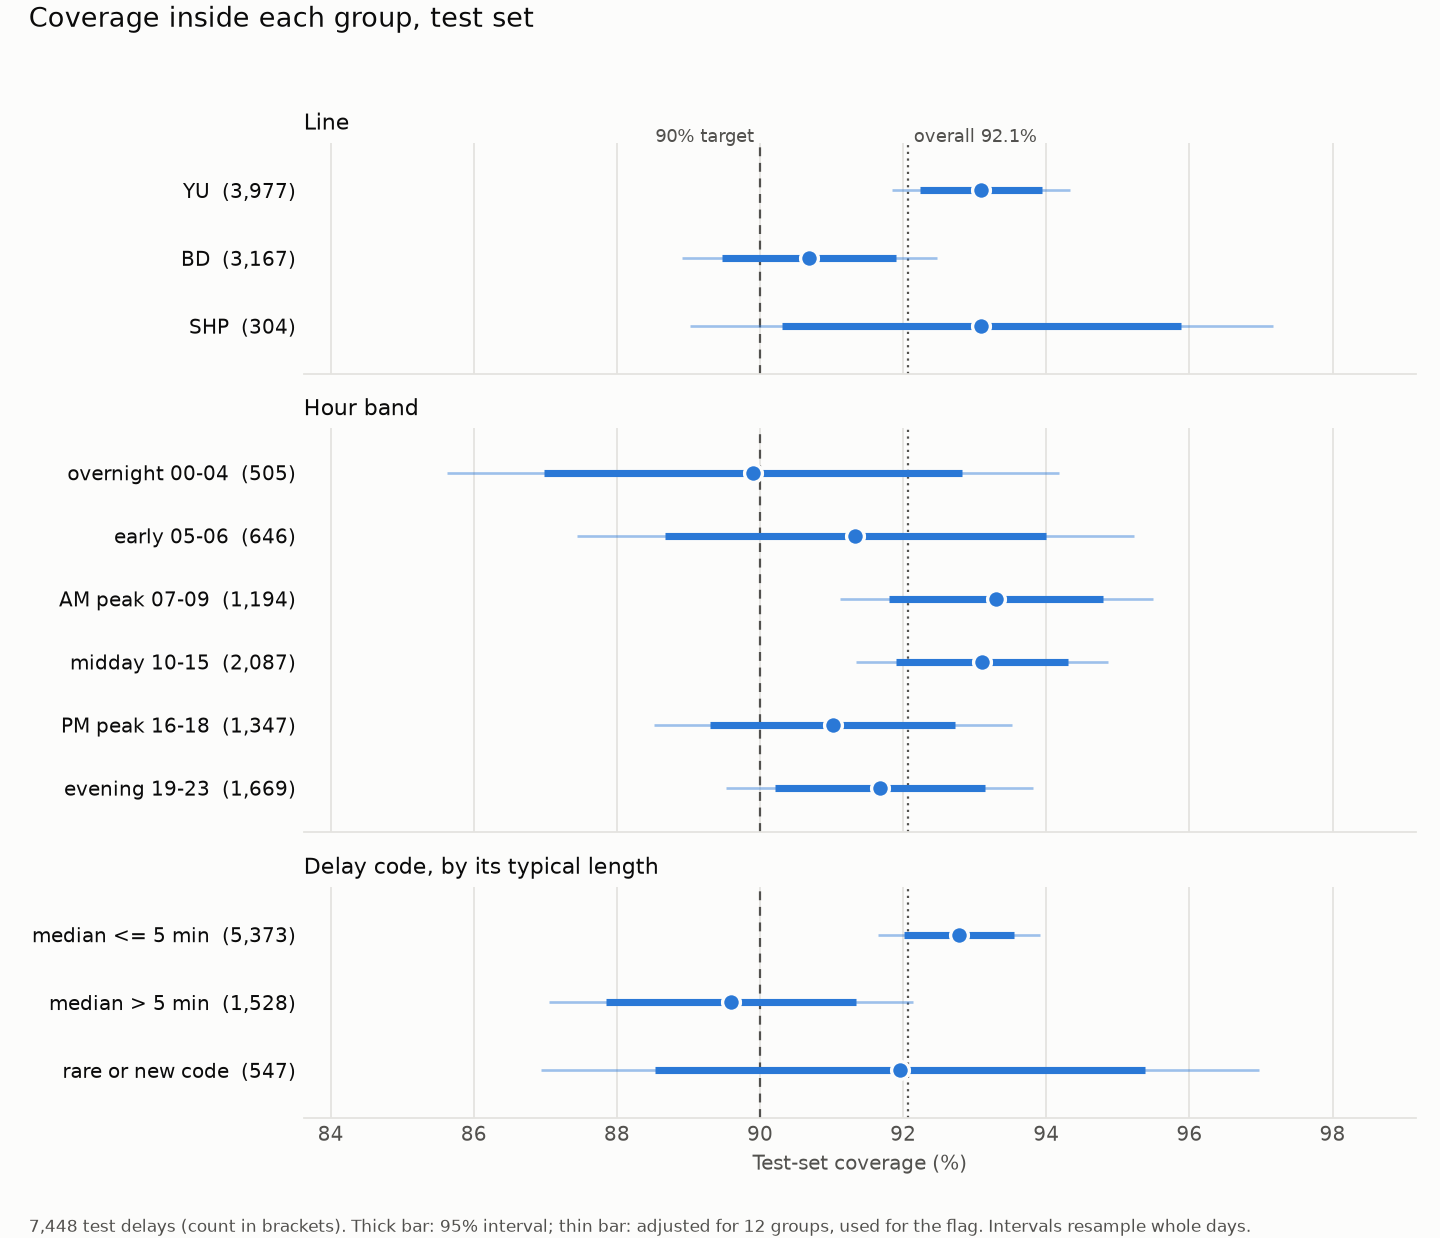 Coverage inside each group, test set
Line
90% target
overall 92.1%
YU (3,977)
BD (3,167)
SHP (304)
Hour band
overnight 00-04 (505)
early 05-06 (646)
AM peak 07-09 (1,194)
midday 10-15 (2,087)
PM peak 16-18 (1,347)
evening 19-23 (1,669)
Delay code, by its typical length
median <= 5 min (5,373)
median > 5 min (1,528)
rare or new code (547)
84 86 88 90 92 94 96 98
Test-set coverage (%)
7,448 test delays (count in brackets). Thick bar: 95% interval; thin bar: adjusted for 12 groups, used for the flag. Intervals resample whole days.